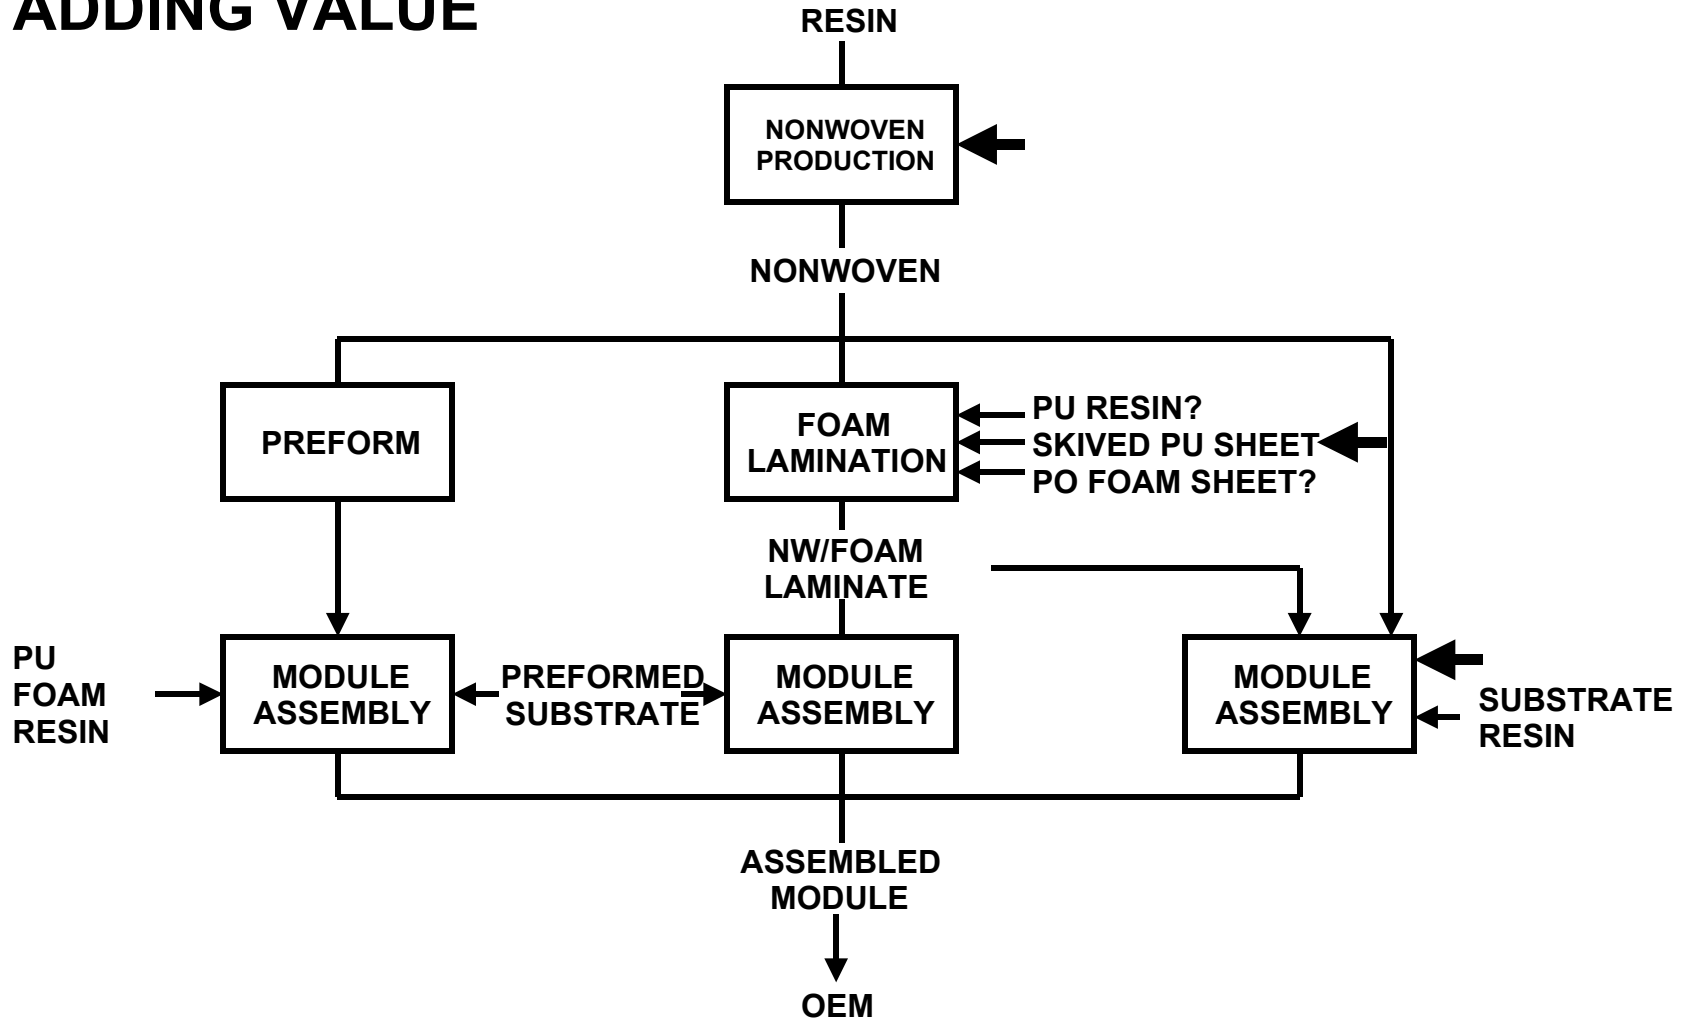 ADDING VALUE
RESIN
NONWOVEN
PRODUCTION
NONWOVEN
PREFORM
FOAM
LAMINATION
PU RESIN?
SKIVED PU SHEET
PO FOAM SHEET?
NW/FOAM
LAMINATE
PU
FOAM
RESIN
MODULE
ASSEMBLY
PREFORMED
SUBSTRATE
MODULE
ASSEMBLY
MODULE
ASSEMBLY
SUBSTRATE
RESIN
ASSEMBLED
MODULE
OEM